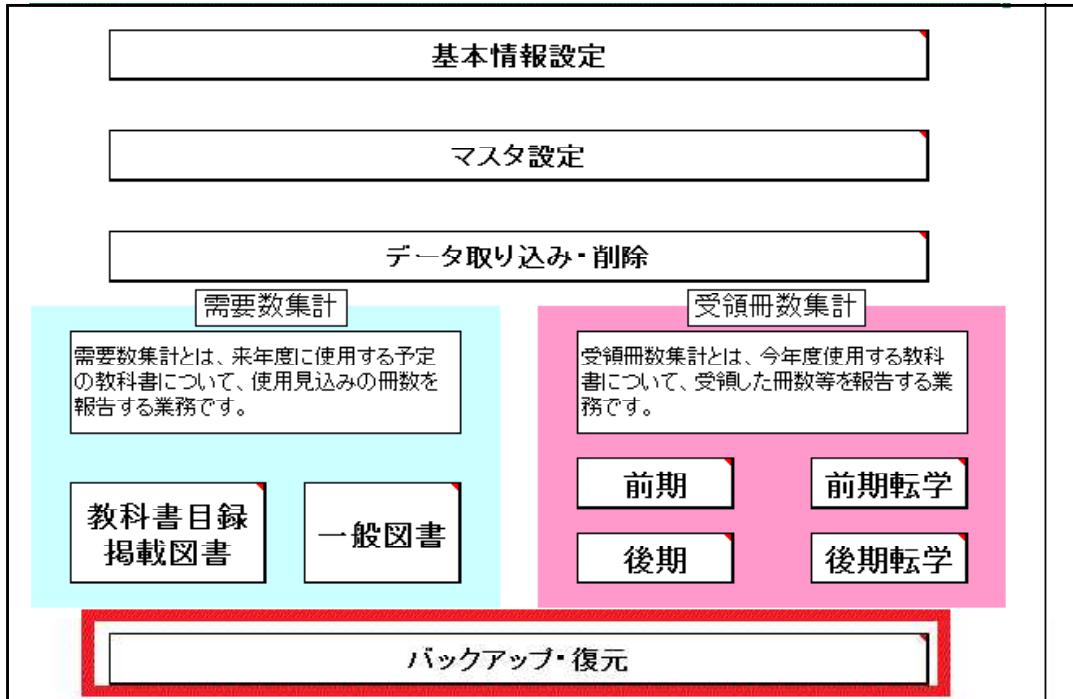 基本情報設定
マスタ設定
データ取り込み・削除
需要数集計
需要数集計とは、来年度に使用する予定
の教科書について、使用見込みの冊数を
報告する業務です。
教科書目録
掲載図書
一般図書
受領冊数集計
受領冊数集計とは、今年度使用する教科
書について、受領した冊数等を報告する業
務です。
前期
前期転学
後期
後期転学
バックアップ・復元